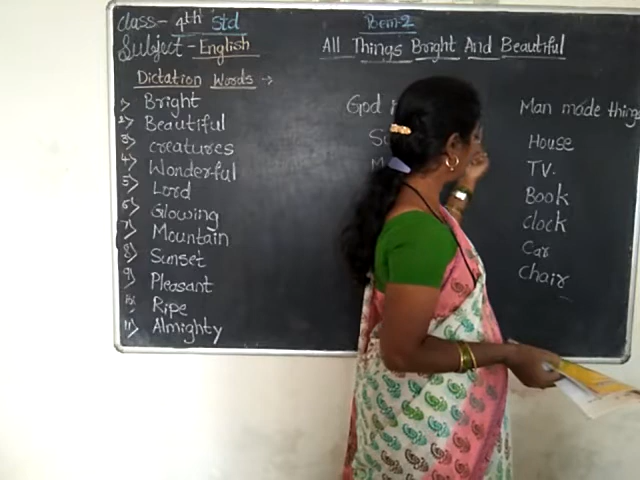 Class- 4th Std
Poem-2
Subject - English
All Things Bright And Beautiful
Dictation Words →
1> Bright
2> Beautiful
3> creatures
4> Wonderful
5> Lord
6> Glowing
7> Mountain
8> Sunset
9> Pleasant
10> Ripe
11> Almighty
God
Man made things
House
TV.
Book
Clock
Car
Chair